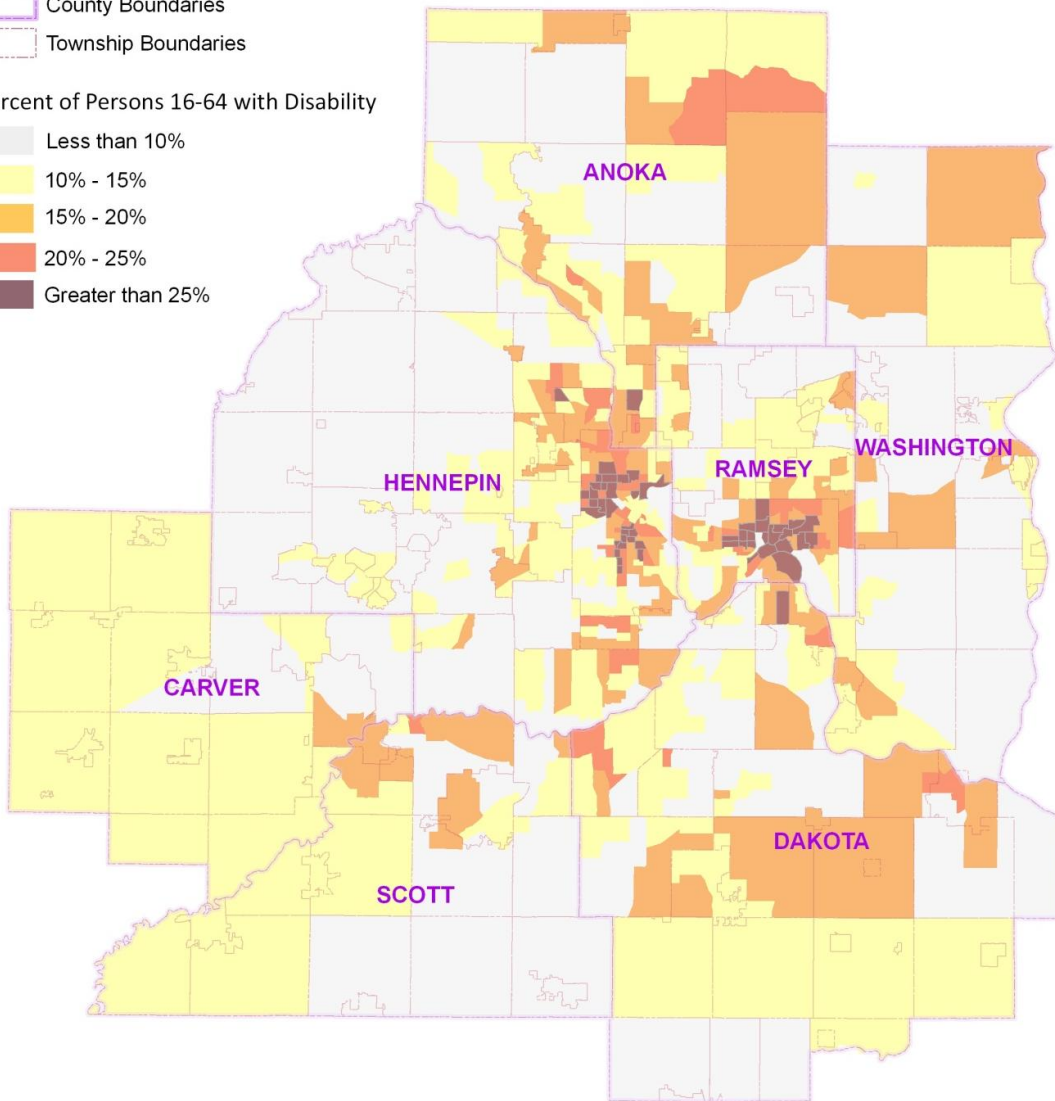 County Boundaries
Township Boundaries
rcent of Persons 16-64 with Disability
Less than 10%
10% - 15%
15% - 20%
20% - 25%
Greater than 25%
ANOKA
WASHINGTON
RAMSEY
HENNEPIN
CARVER
DAKOTA
SCOTT